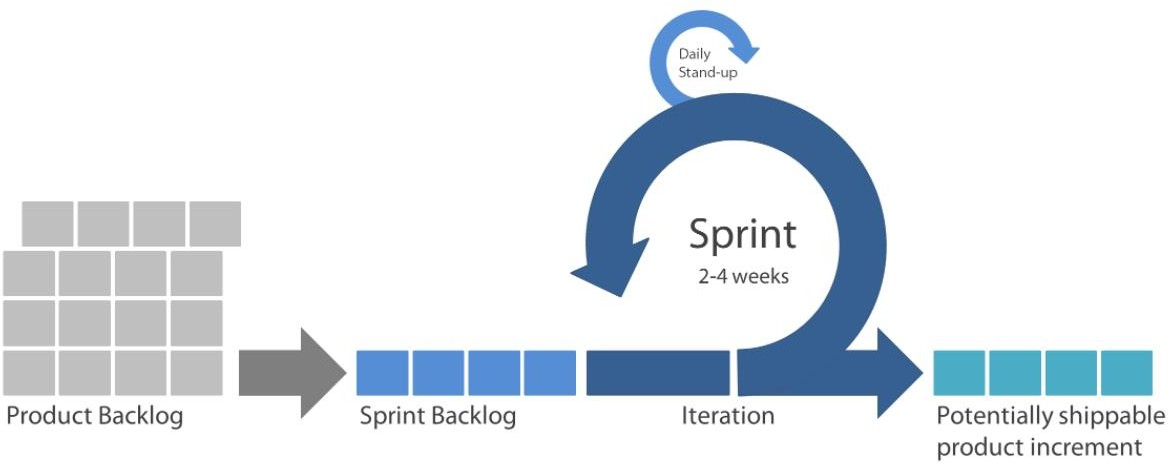 Daily
Stand-up
Sprint
2-4 weeks
Product Backlog
Sprint Backlog
Iteration
Potentially shippable
product increment